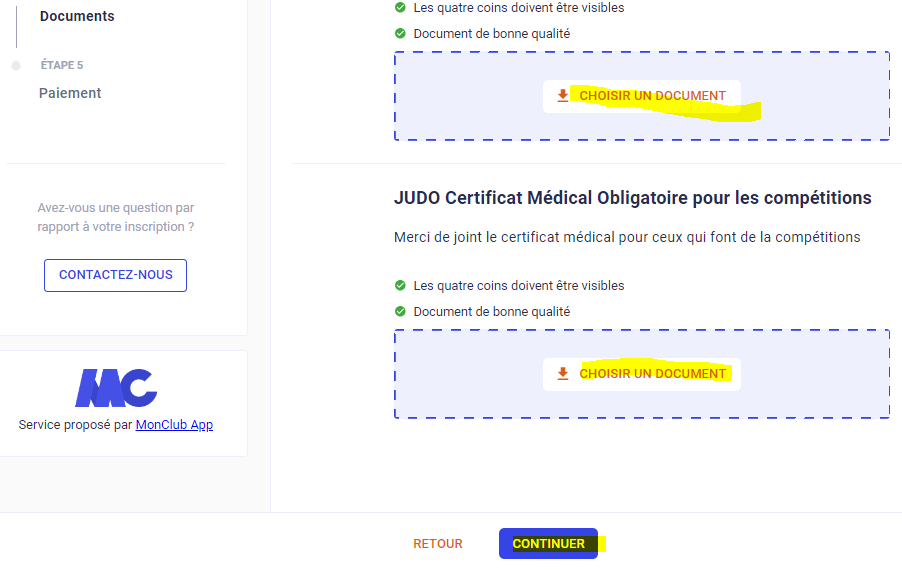 Documents
ÉTAPE 5
Paiement
Avez-vous une question par
rapport à votre inscription ?
CONTACTEZ-NOUS
MC
Service proposé par MonClub App
Les quatre coins doivent être visibles
Document de bonne qualité
CHOISIR UN DOCUMENT
JUDO Certificat Médical Obligatoire pour les compétitions
Merci de joint le certificat médical pour ceux qui font de la compétitions
Les quatre coins doivent être visibles
Document de bonne qualité
CHOISIR UN DOCUMENT
RETOUR
CONTINUER